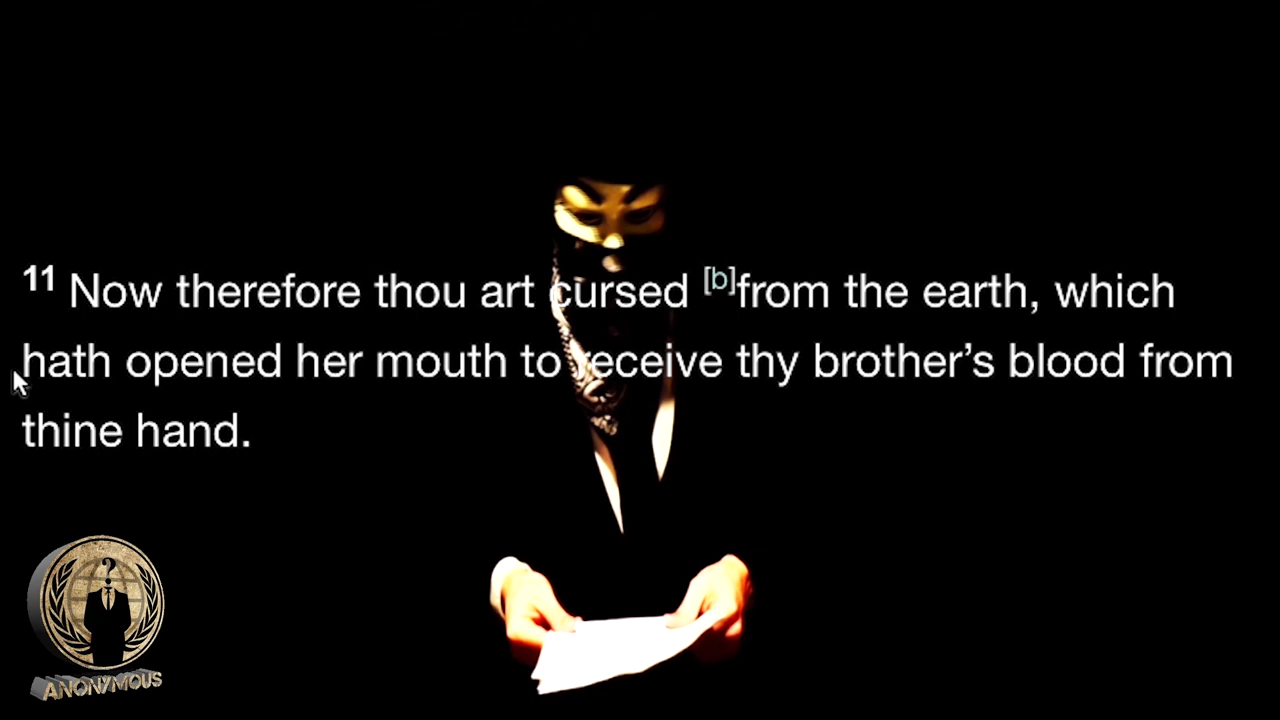 11 Now therefore thou art cursed [b]from the earth, which
hath opened her mouth to receive thy brother’s blood from
thine hand.
?
ANONYMOUS